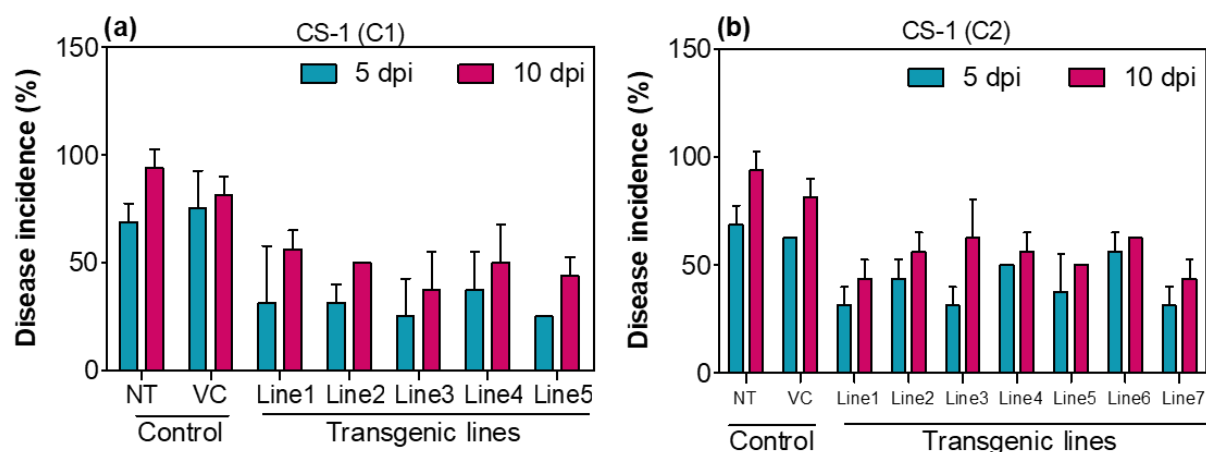 (a)
CS-1 (C1)
150
100
50
0
Disease incidence (%)
5 dpi 10 dpi
NT VC Line1 Line2 Line3 Line4 Line5
Control Transgenic lines
(b)
CS-1 (C2)
150
100
50
0
Disease incidence (%)
5 dpi 10 dpi
NT VC Line1 Line2 Line3 Line4 Line5 Line6 Line7
Control Transgenic lines